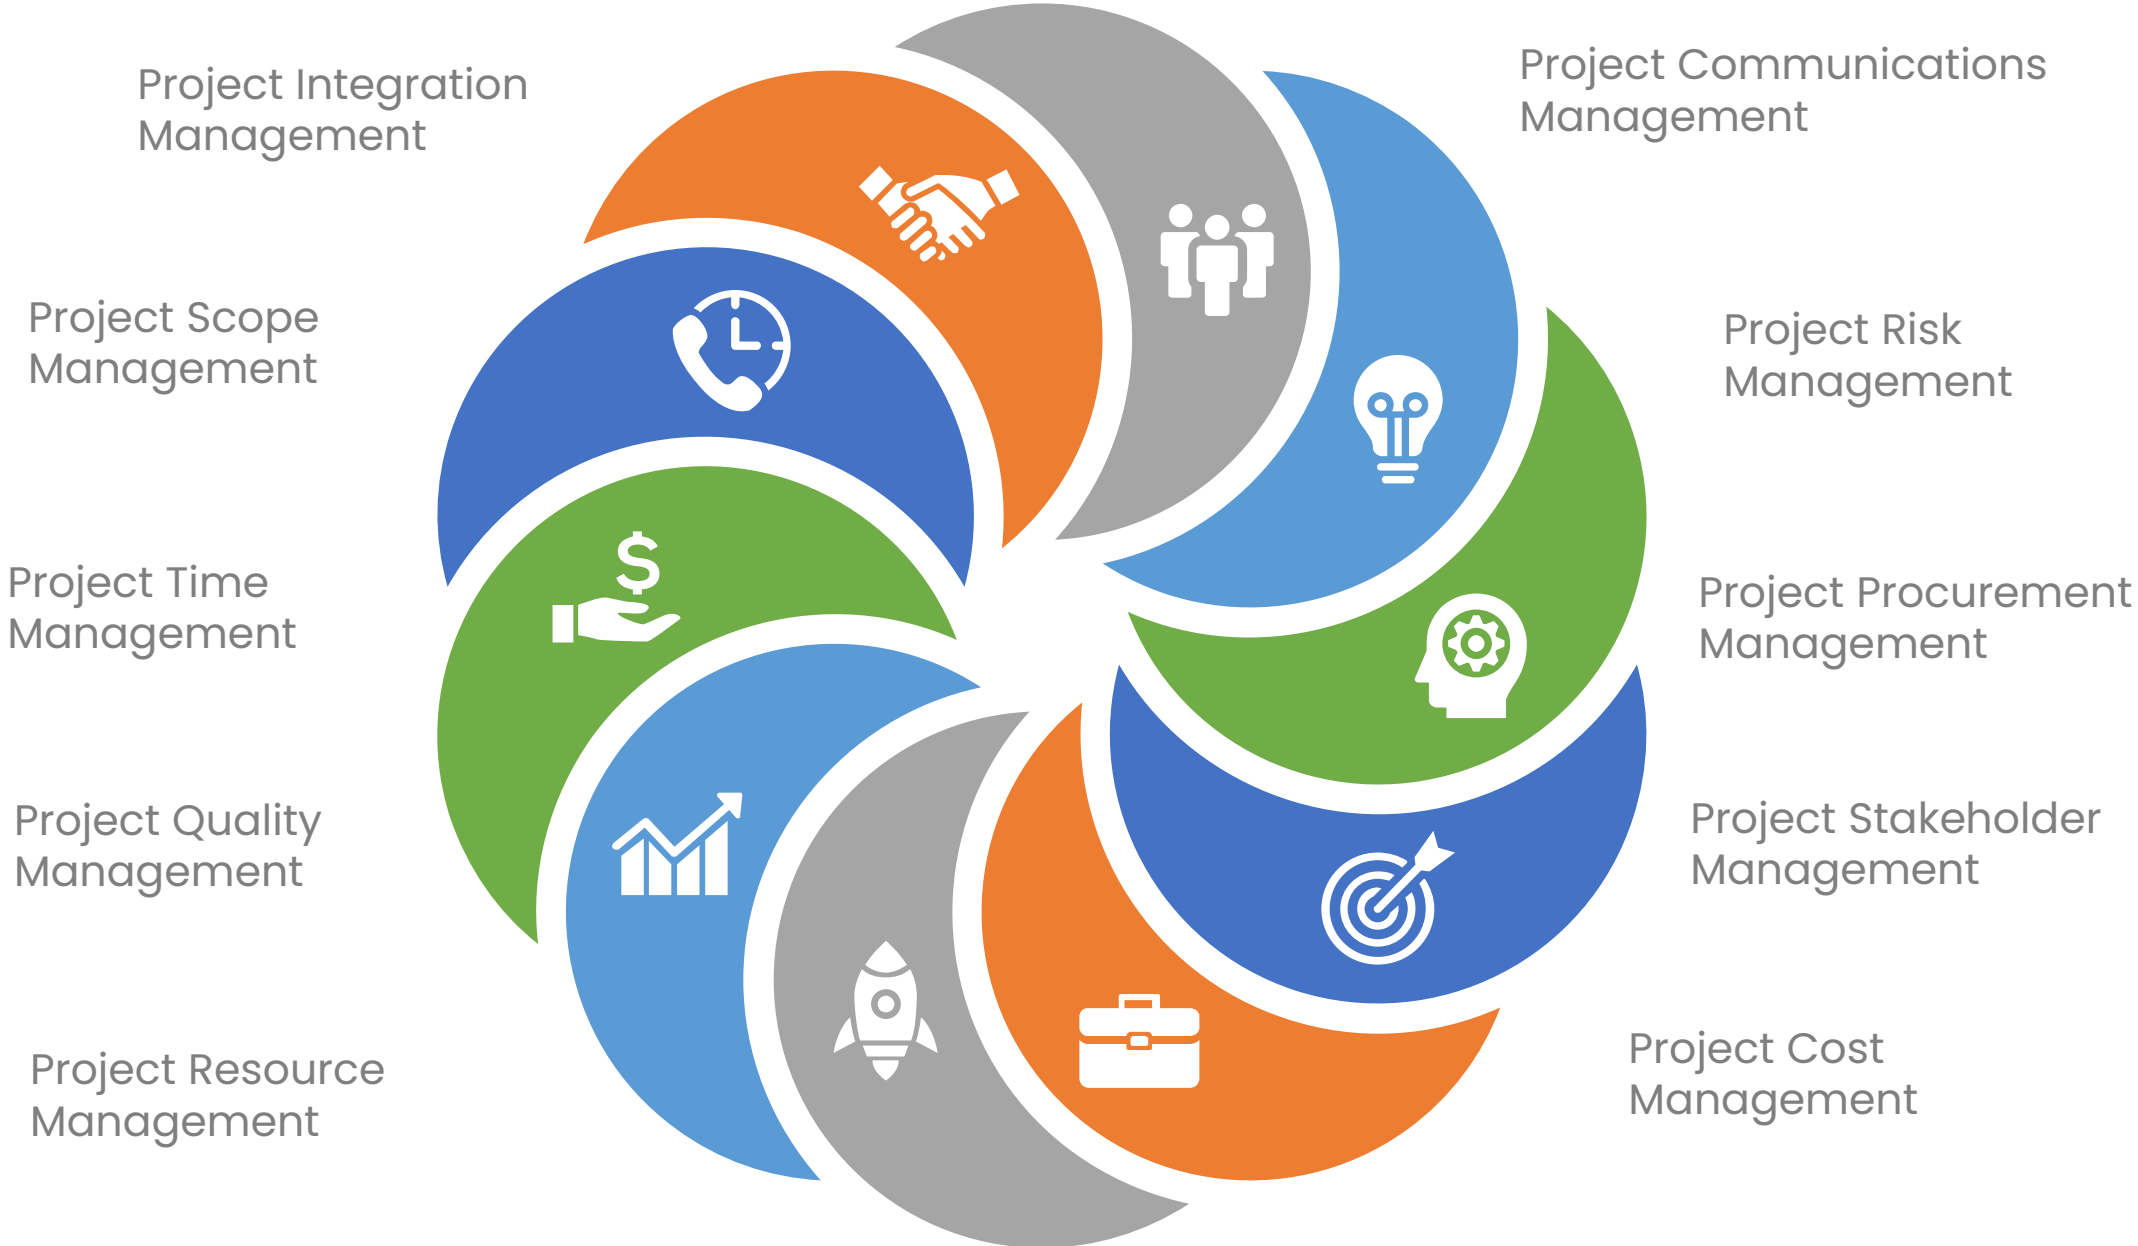 Project Integration
Management
Project Scope
Management
Project Time
Management
Project Quality
Management
Project Resource
Management
Project Communications
Management
Project Risk
Management
Project Procurement
Management
Project Stakeholder
Management
Project Cost
Management
$